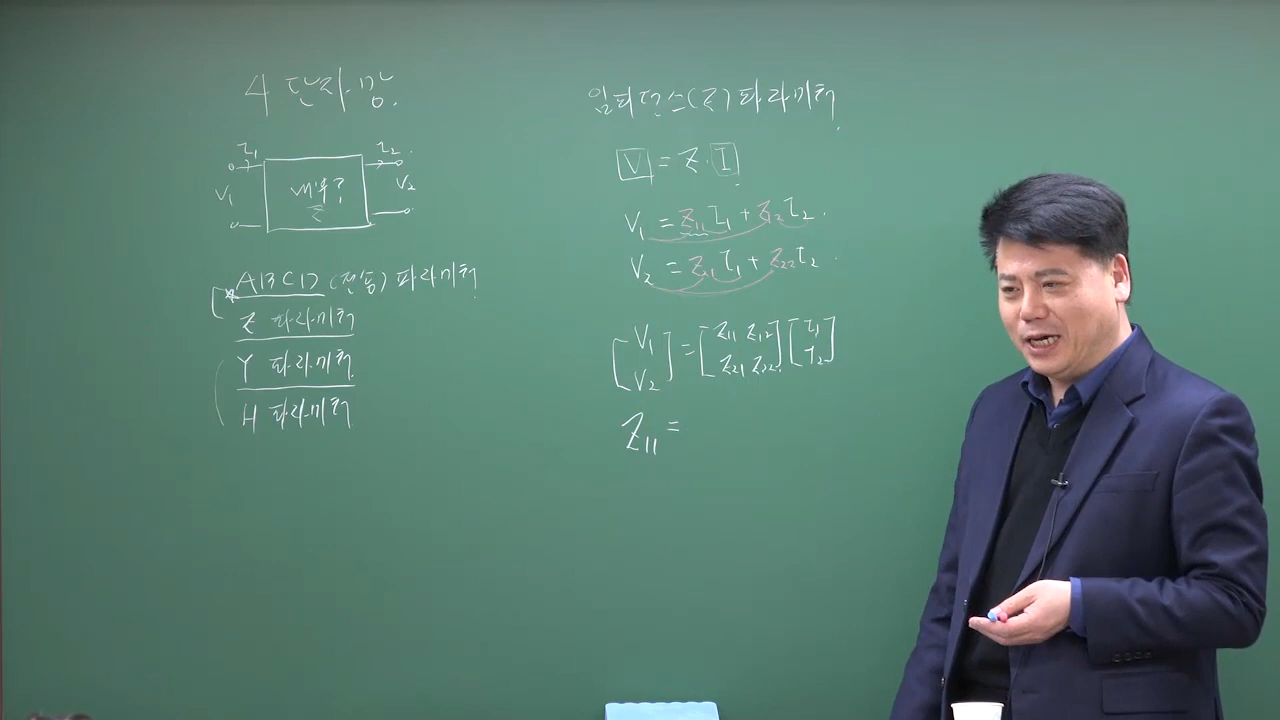 4 단자망.
I₁ I₂.
V₁ 내부? V₂
Z
* ABCD (전송) 파라미터
Z 파라미터
Y 파라미터
H 파라미터
임피던스(Z) 파라미터.
V = Z · I
V₁ = Z₁₁I₁ + Z₁₂I₂.
V₂ = Z₂₁I₁ + Z₂₂I₂.
[V₁ V₂] = [Z₁₁ Z₁₂ Z₂₁ Z₂₂] [I₁ I₂]
Z₁₁ =